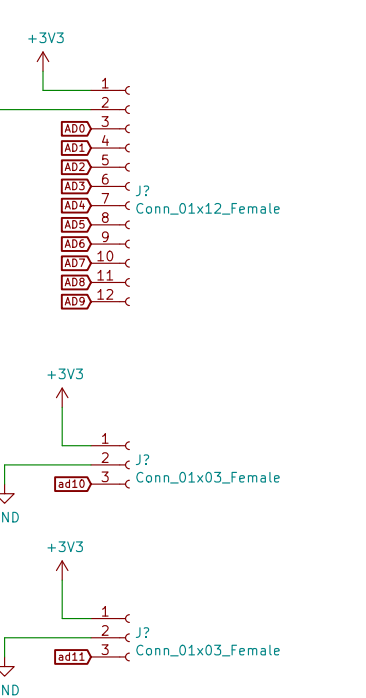 +3V3
1
2
AD0 3
AD1 4
AD2 5
AD3 6
J?
AD4 7
Conn_01x12_Female
AD5 8
AD6 9
AD7 10
AD8 11
AD9 12
+3V3
1
2 J?
ad10 3 Conn_01x03_Female
ND
+3V3
1
2 J?
ad11 3 Conn_01x03_Female
ND